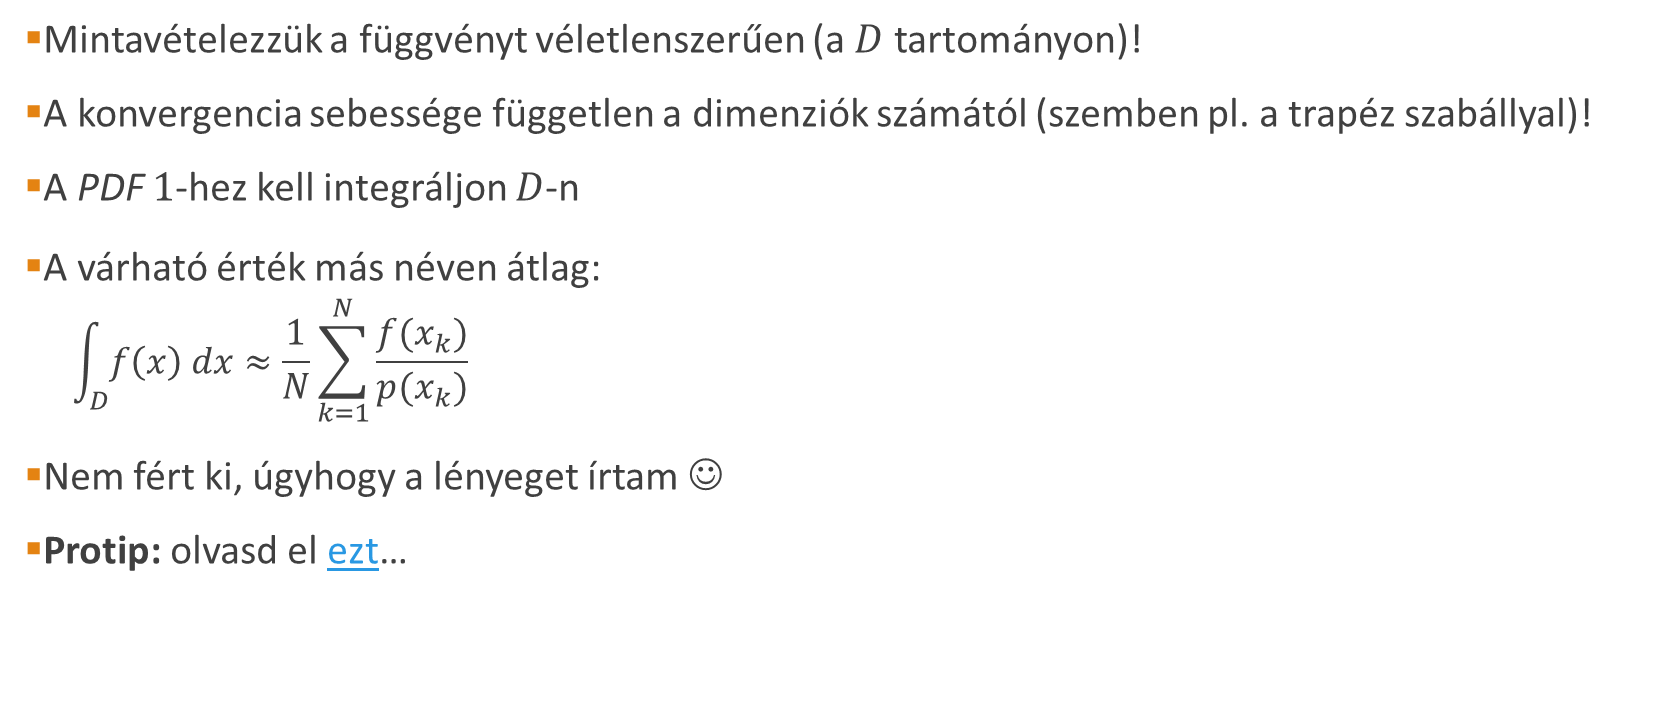 ▪Mintavételezzük a függvényt véletlenszerűen (a D tartományon)!
▪A konvergencia sebessége független a dimenziók számától (szemben pl. a trapéz szabállyal)!
▪A PDF 1-hez kell integráljon D-n
▪A várható érték más néven átlag:
∫_D f(x) dx ≈ 1/N ∑_{k=1}^{N} f(x_k)/p(x_k)
▪Nem fért ki, úgyhogy a lényeget írtam ☺
▪Protip: olvasd el ezt…